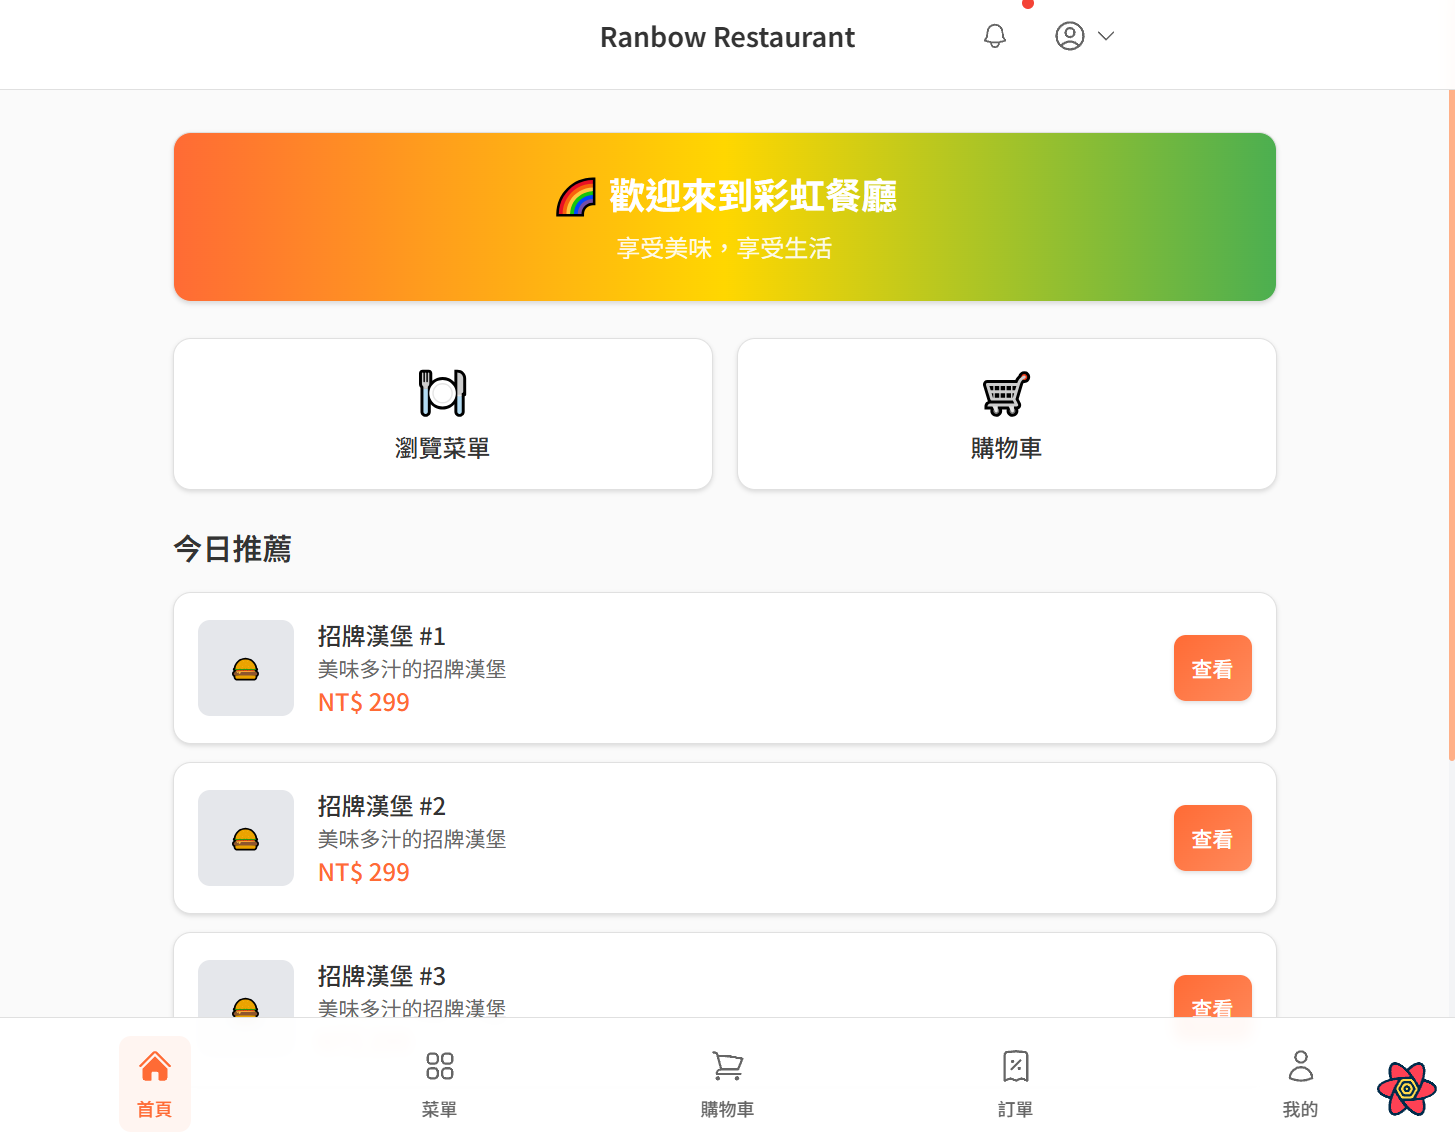 Ranbow Restaurant
🌈 歡迎來到彩虹餐廳
享受美味，享受生活
瀏覽菜單
購物車
今日推薦
招牌漢堡 #1
美味多汁的招牌漢堡
NT$ 299
查看
招牌漢堡 #2
美味多汁的招牌漢堡
NT$ 299
查看
招牌漢堡 #3
美味多汁的招牌漢堡
查看
首頁
菜單
購物車
訂單
我的